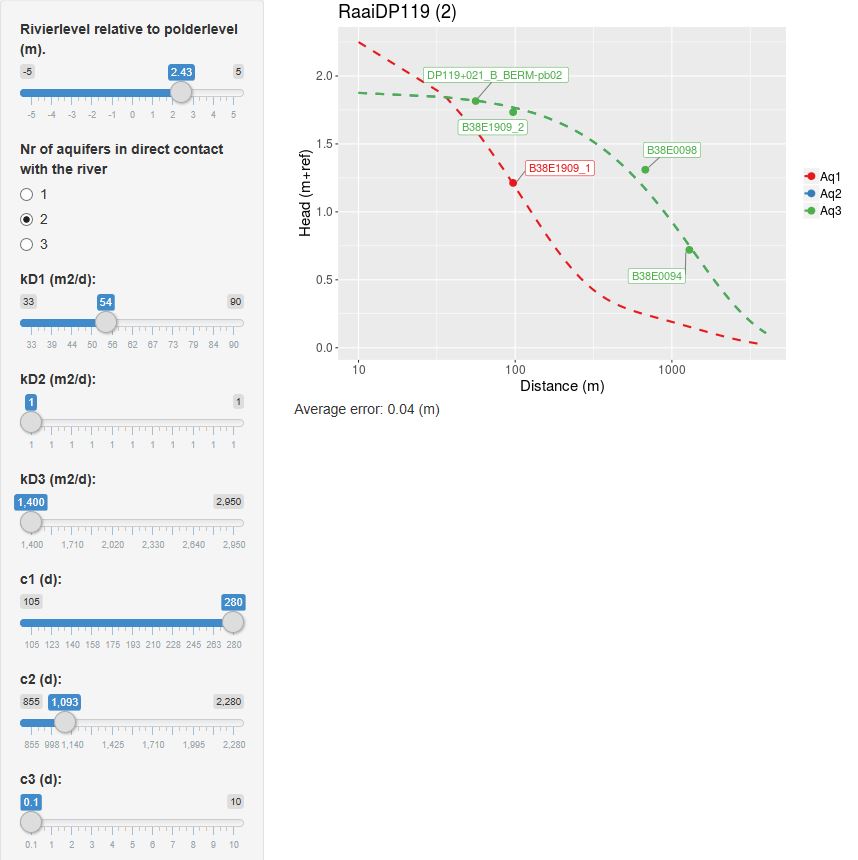 Rivierlevel relative to polderlevel
(m).
-5 2.43 5
-5 -4 -3 -2 -1 0 1 2 3 4 5
Nr of aquifers in direct contact
with the river
1
2
3
kD1 (m2/d):
33 54 90
33 39 44 50 56 62 67 73 79 84 90
kD2 (m2/d):
1 1
1 1 1 1 1 1 1 1 1 1 1
kD3 (m2/d):
1,400 2,950
1,400 1,710 2,020 2,330 2,640 2,950
c1 (d):
105 280
105 123 140 158 175 193 210 228 245 263 280
c2 (d):
855 1,093 2,280
855 998 1,140 1,425 1,710 1,995 2,280
c3 (d):
0.1 10
0.1 1 2 3 4 5 6 7 8 9 10
RaaiDP119 (2)
Head (m+ref)
2.0
1.5
1.0
0.5
0.0
DP119+021_B_BERM-pb02
B38E1909_2
B38E0098
B38E1909_1
B38E0094
Aq1
Aq2
Aq3
10 100 1000
Distance (m)
Average error: 0.04 (m)